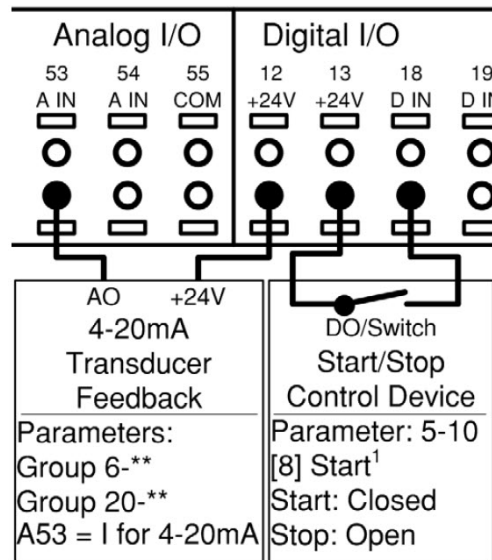 Analog I/O
Digital I/O
53 54 55 12 13 18 19
A IN A IN COM +24V +24V D IN D IN
AO +24V
4-20mA
Transducer
Feedback
Parameters:
Group 6-**
Group 20-**
A53 = I for 4-20mA
DO/Switch
Start/Stop
Control Device
Parameter: 5-10
[8] Start¹
Start: Closed
Stop: Open